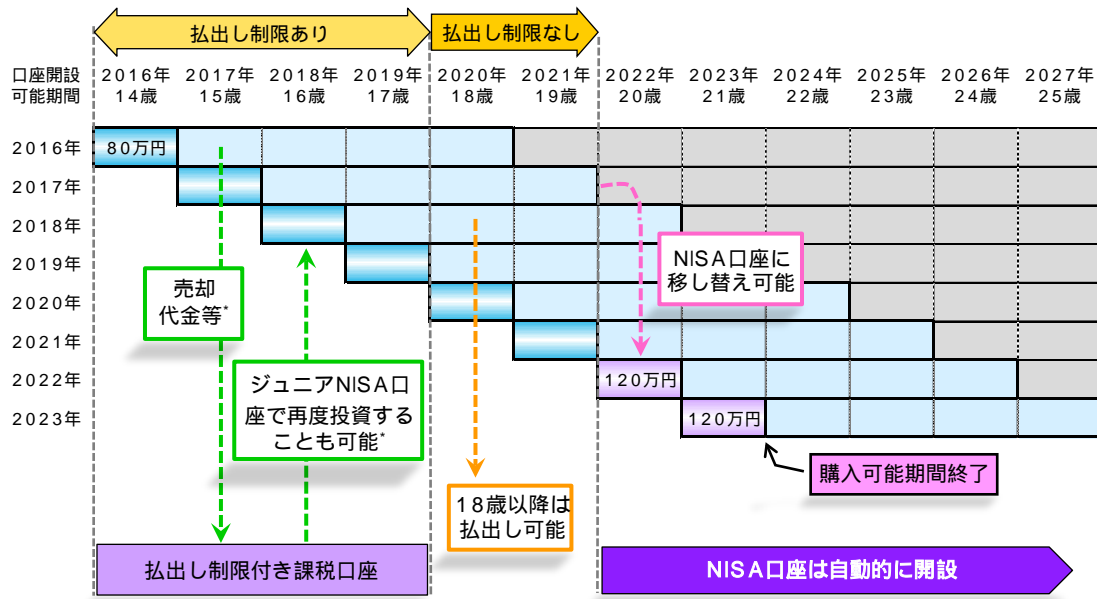 払出し制限あり
払出し制限なし
口座開設
可能期間
2016年 2017年 2018年 2019年 2020年 2021年 2022年 2023年 2024年 2025年 2026年 2027年
14歳 15歳 16歳 17歳 18歳 19歳 20歳 21歳 22歳 23歳 24歳 25歳
2016年 80万円
2017年
2018年
2019年
2020年
2021年
2022年 120万円
2023年 120万円
売却
代金等*
ジュニアNISA口
座で再度投資する
ことも可能*
NISA口座に
移し替え可能
18歳以降は
払出し可能
購入可能期間終了
払出し制限付き課税口座
NISA口座は自動的に開設